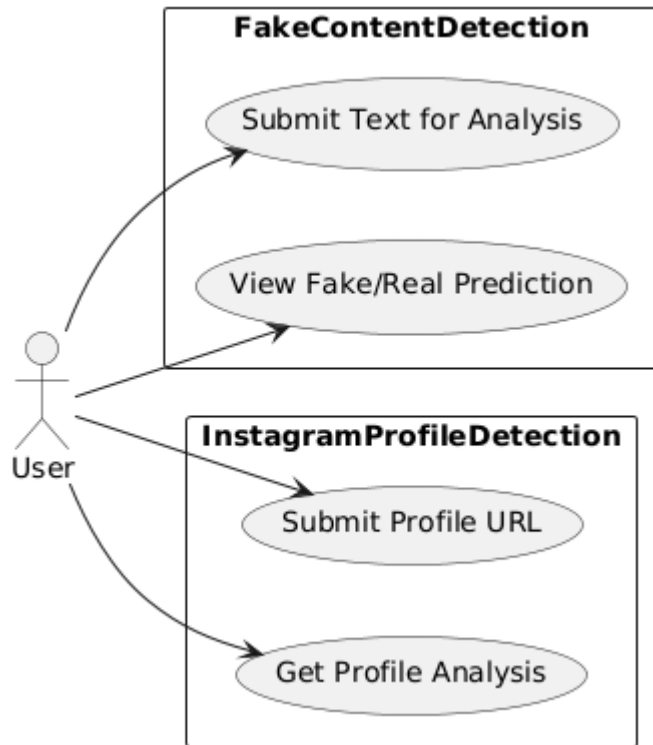 FakeContentDetection
Submit Text for Analysis
View Fake/Real Prediction
User
InstagramProfileDetection
Submit Profile URL
Get Profile Analysis